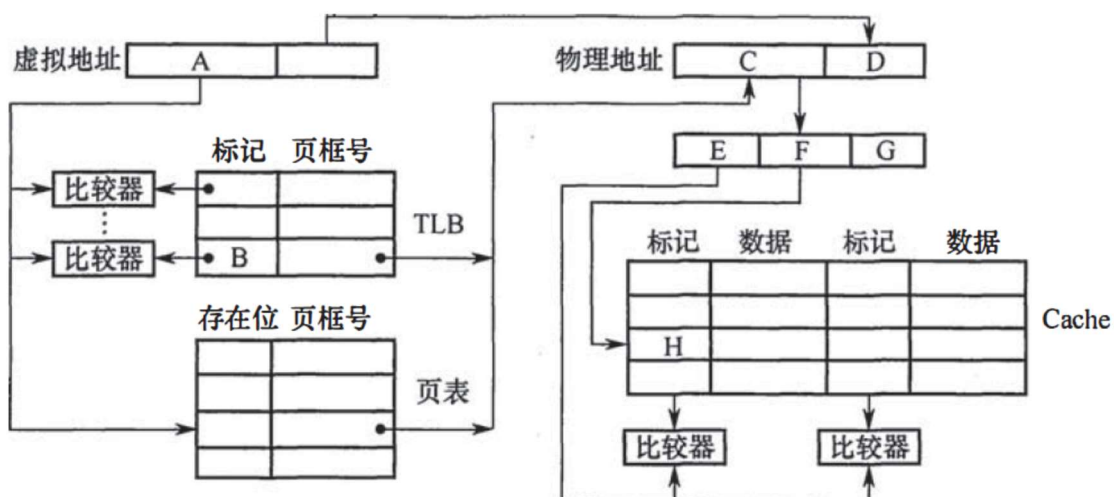 虚拟地址 A
物理地址 C D
E F G
标记 页框号
比较器
TLB
比较器 B
标记 数据 标记 数据
Cache
H
存在位 页框号
页表
比较器 比较器